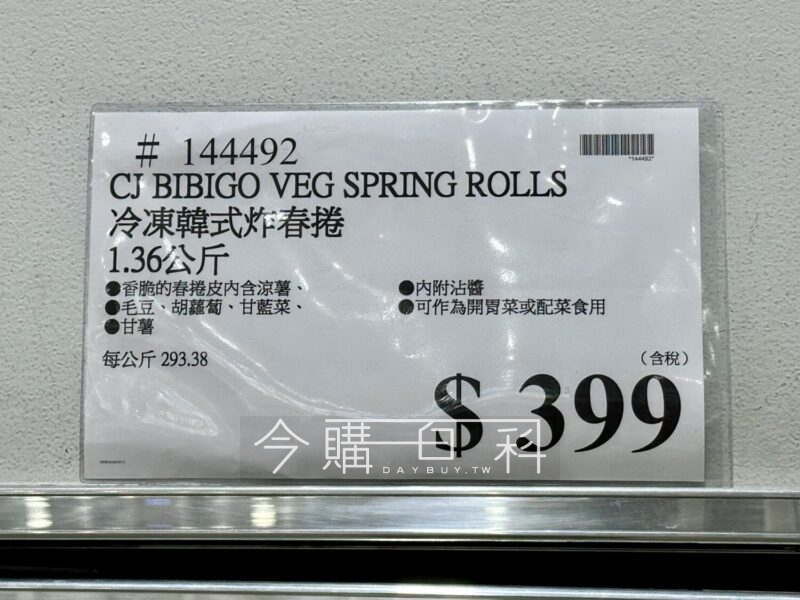 # 144492
*144492*
CJ BIBIGO VEG SPRING ROLLS
冷凍韓式炸春捲
1.36公斤
●香脆的春捲皮內含涼薯、
●毛豆、胡蘿蔔、甘藍菜、
●甘薯
●內附沾醬
●可作為開胃菜或配菜食用
每公斤 293.38
(含稅)
$ 399
今購百科
DAYBUY.TW